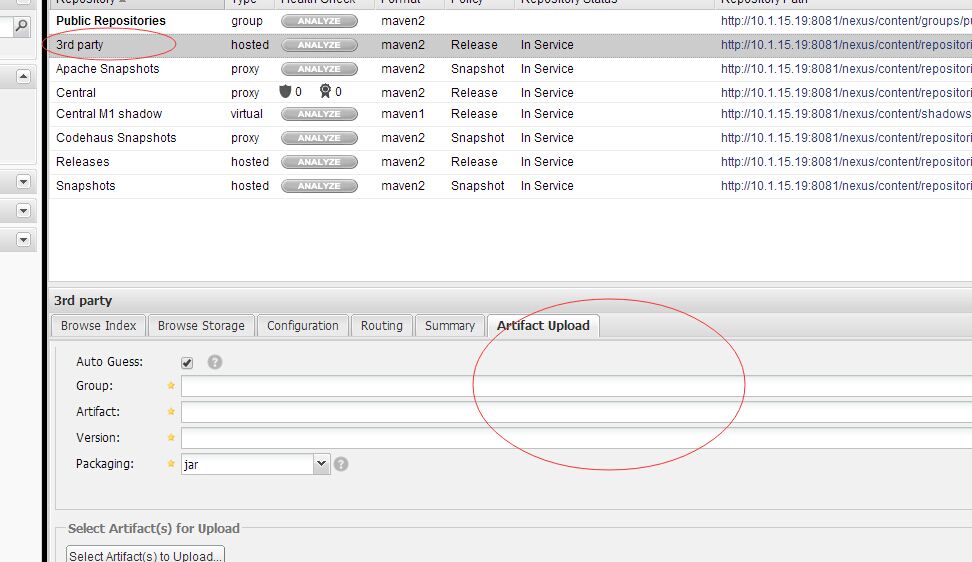 Repository Type Health Check Format Policy Repository Status Repository Path
Public Repositories group ANALYZE maven2 http://10.1.15.19:8081/nexus/content/groups/pu
3rd party hosted ANALYZE maven2 Release In Service http://10.1.15.19:8081/nexus/content/repositori
Apache Snapshots proxy ANALYZE maven2 Snapshot In Service http://10.1.15.19:8081/nexus/content/repositori
Central proxy 0 0 maven2 Release In Service http://10.1.15.19:8081/nexus/content/repositori
Central M1 shadow virtual ANALYZE maven1 Release In Service http://10.1.15.19:8081/nexus/content/shadows
Codehaus Snapshots proxy ANALYZE maven2 Snapshot In Service http://10.1.15.19:8081/nexus/content/repositori
Releases hosted ANALYZE maven2 Release In Service http://10.1.15.19:8081/nexus/content/repositori
Snapshots hosted ANALYZE maven2 Snapshot In Service http://10.1.15.19:8081/nexus/content/repositori
3rd party
Browse Index Browse Storage Configuration Routing Summary Artifact Upload
Auto Guess: ?
Group:
Artifact:
Version:
Packaging: jar ?
Select Artifact(s) for Upload
Select Artifact(s) to Upload...